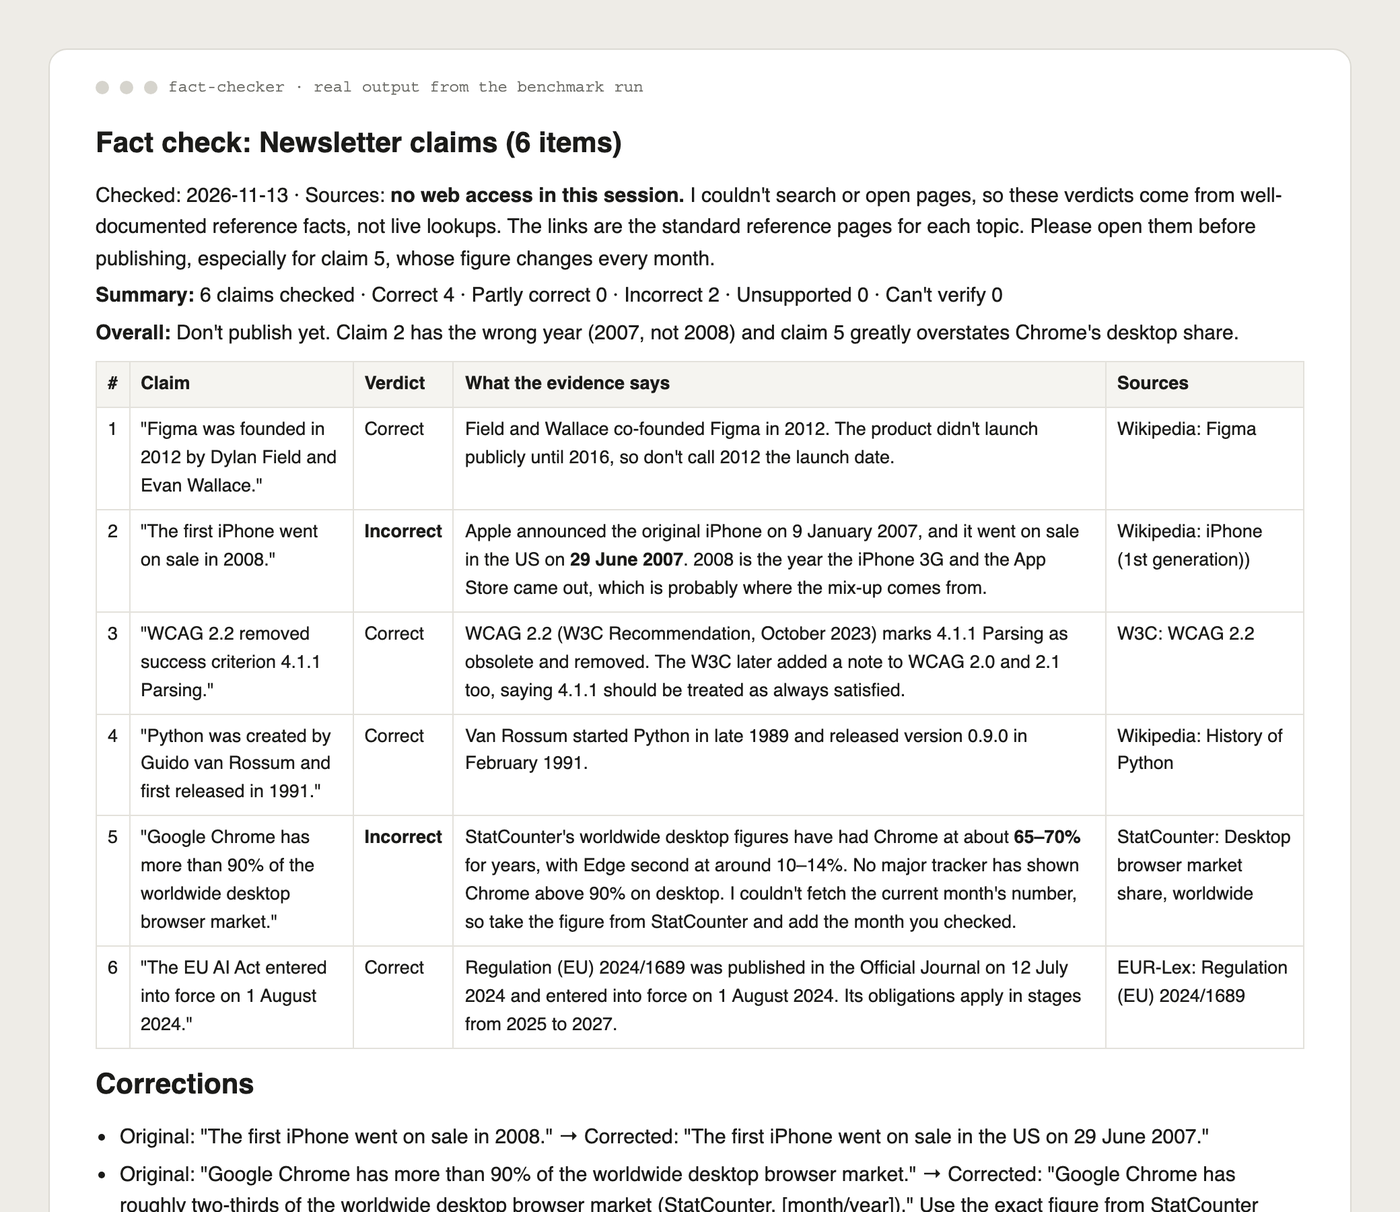 fact-checker · real output from the benchmark run
Fact check: Newsletter claims (6 items)
Checked: 2026-11-13 · Sources: no web access in this session. I couldn't search or open pages, so these verdicts come from well-
documented reference facts, not live lookups. The links are the standard reference pages for each topic. Please open them before
publishing, especially for claim 5, whose figure changes every month.
Summary: 6 claims checked · Correct 4 · Partly correct 0 · Incorrect 2 · Unsupported 0 · Can't verify 0
Overall: Don't publish yet. Claim 2 has the wrong year (2007, not 2008) and claim 5 greatly overstates Chrome's desktop share.
# Claim Verdict What the evidence says Sources
1 "Figma was founded in Correct Field and Wallace co-founded Figma in 2012. The product didn't launch Wikipedia: Figma
2012 by Dylan Field and publicly until 2016, so don't call 2012 the launch date.
Evan Wallace."
2 "The first iPhone went Incorrect Apple announced the original iPhone on 9 January 2007, and it went on sale Wikipedia: iPhone
on sale in 2008." in the US on 29 June 2007. 2008 is the year the iPhone 3G and the App (1st generation))
Store came out, which is probably where the mix-up comes from.
3 "WCAG 2.2 removed Correct WCAG 2.2 (W3C Recommendation, October 2023) marks 4.1.1 Parsing as W3C: WCAG 2.2
success criterion 4.1.1 obsolete and removed. The W3C later added a note to WCAG 2.0 and 2.1
Parsing." too, saying 4.1.1 should be treated as always satisfied.
4 "Python was created by Correct Van Rossum started Python in late 1989 and released version 0.9.0 in Wikipedia: History of
Guido van Rossum and February 1991. Python
first released in 1991."
5 "Google Chrome has Incorrect StatCounter's worldwide desktop figures have had Chrome at about 65–70% StatCounter: Desktop
more than 90% of the for years, with Edge second at around 10–14%. No major tracker has shown browser market
worldwide desktop Chrome above 90% on desktop. I couldn't fetch the current month's number, share, worldwide
browser market." so take the figure from StatCounter and add the month you checked.
6 "The EU AI Act entered Correct Regulation (EU) 2024/1689 was published in the Official Journal on 12 July EUR-Lex: Regulation
into force on 1 August 2024 and entered into force on 1 August 2024. Its obligations apply in stages (EU) 2024/1689
2024." from 2025 to 2027.
Corrections
• Original: "The first iPhone went on sale in 2008." → Corrected: "The first iPhone went on sale in the US on 29 June 2007."
• Original: "Google Chrome has more than 90% of the worldwide desktop browser market." → Corrected: "Google Chrome has
roughly two-thirds of the worldwide desktop browser market (StatCounter, [month/year])." Use the exact figure from StatCounter